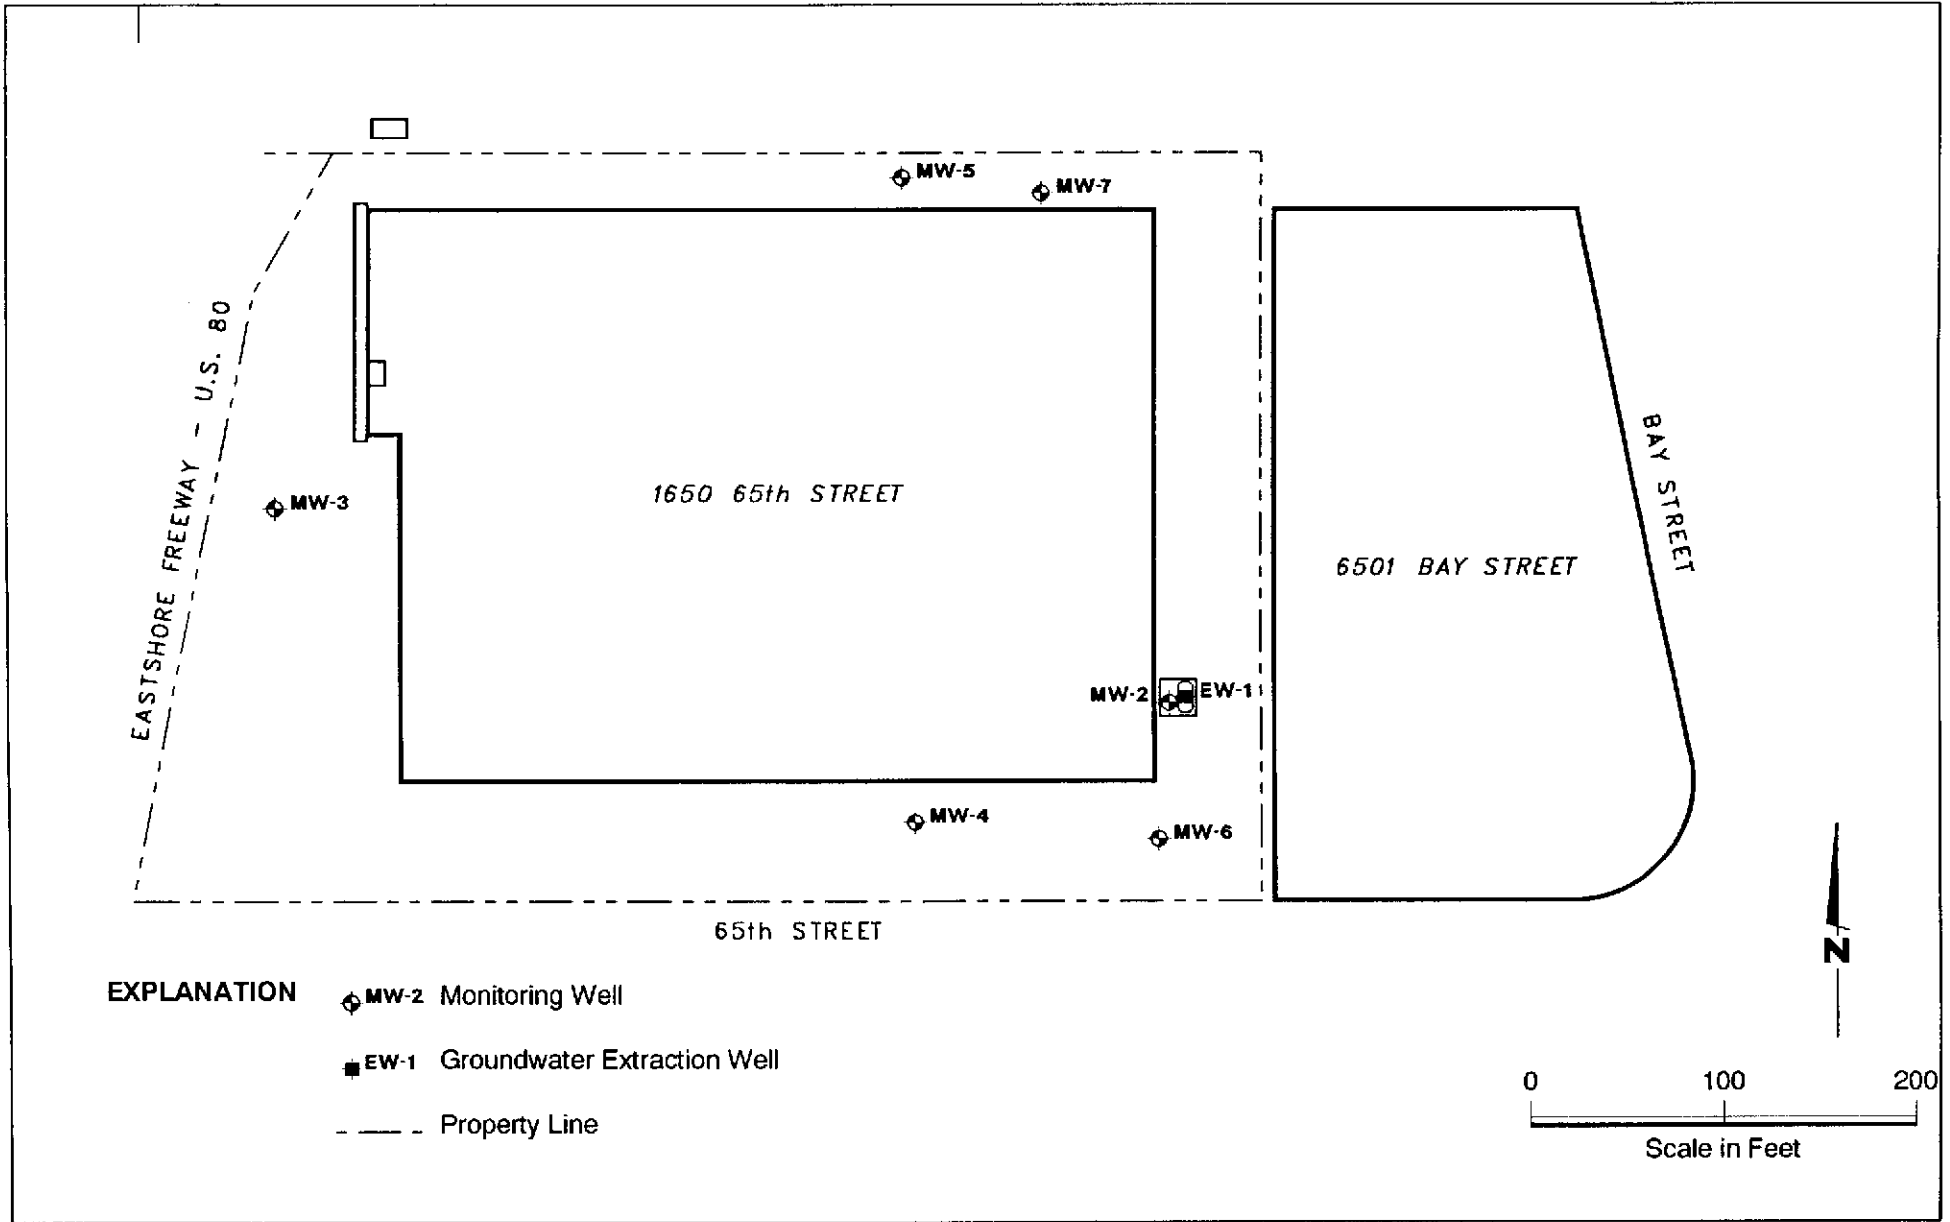 MW-5
MW-7
EASTSHORE FREEWAY - U.S. 80
MW-3
1650 65th STREET
BAY STREET
6501 BAY STREET
MW-2
EW-1
MW-4
MW-6
65th STREET
N
EXPLANATION
MW-2 Monitoring Well
EW-1 Groundwater Extraction Well
Property Line
0 100 200
Scale in Feet